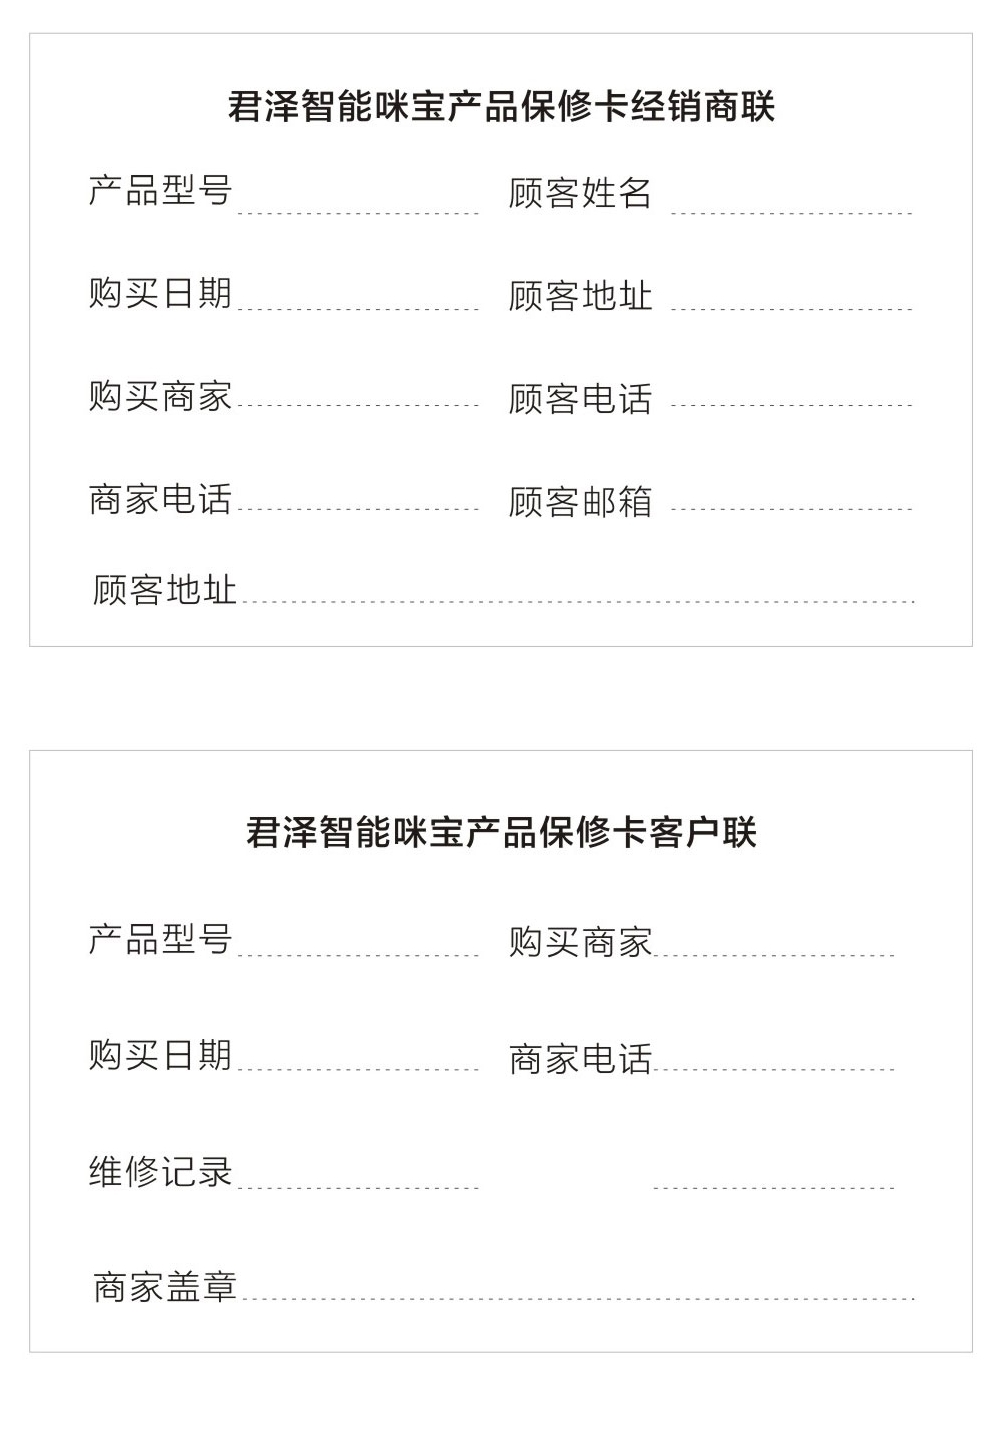 君泽智能咪宝产品保修卡经销商联
产品型号 顾客姓名
购买日期 顾客地址
购买商家 顾客电话
商家电话 顾客邮箱
顾客地址
君泽智能咪宝产品保修卡客户联
产品型号 购买商家
购买日期 商家电话
维修记录
商家盖章